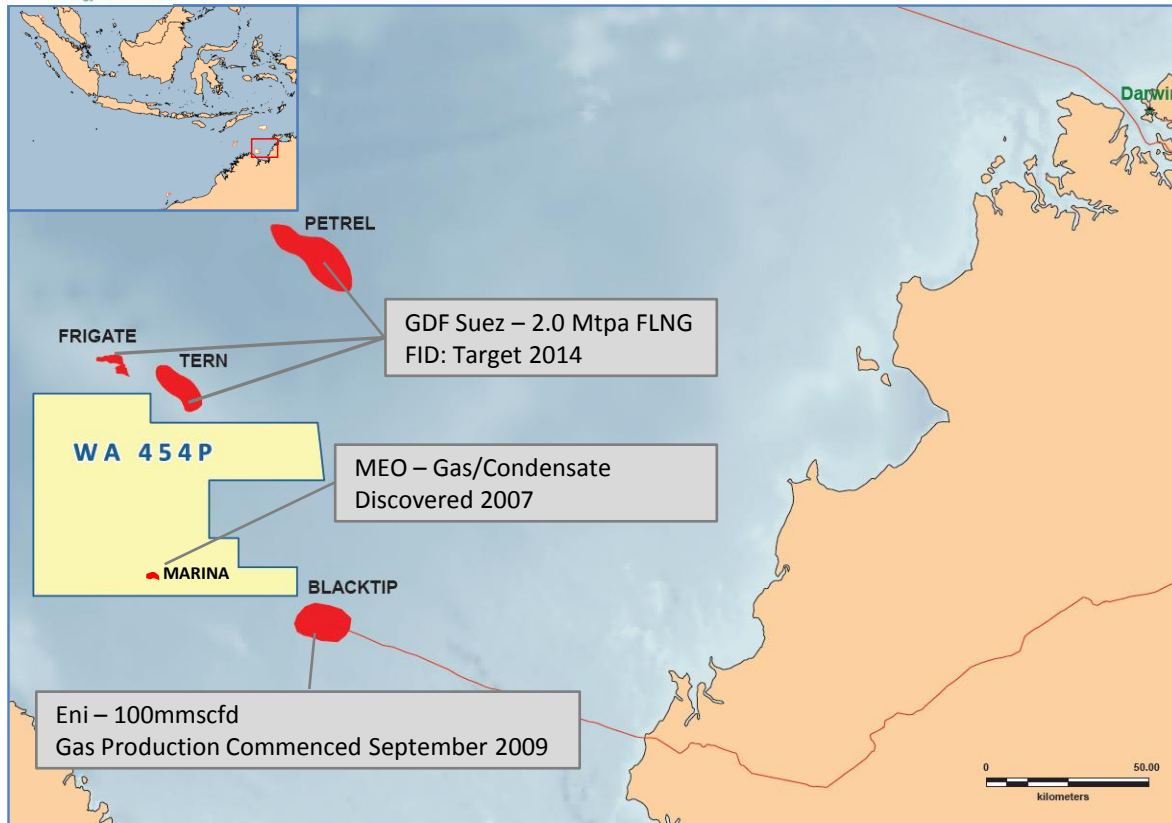 Darwin
PETREL
GDF Suez – 2.0 Mtpa FLNG
FID: Target 2014
FRIGATE
TERN
WA 454P
MEO – Gas/Condensate
Discovered 2007
MARINA
BLACKTIP
Eni – 100mmscfd
Gas Production Commenced September 2009
0 50.00
kilometers